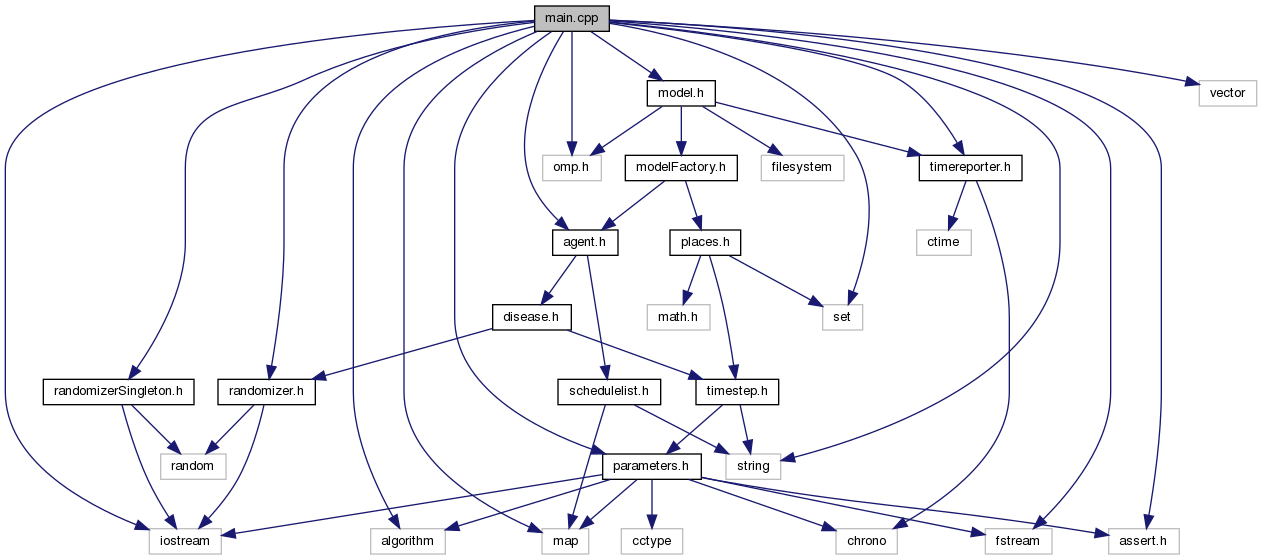 main.cpp
model.h
vector
omp.h
modelFactory.h
filesystem
timereporter.h
agent.h
places.h
ctime
disease.h
math.h
set
randomizerSingleton.h
randomizer.h
schedulelist.h
timestep.h
random
parameters.h
string
iostream
algorithm
map
cctype
chrono
fstream
assert.h